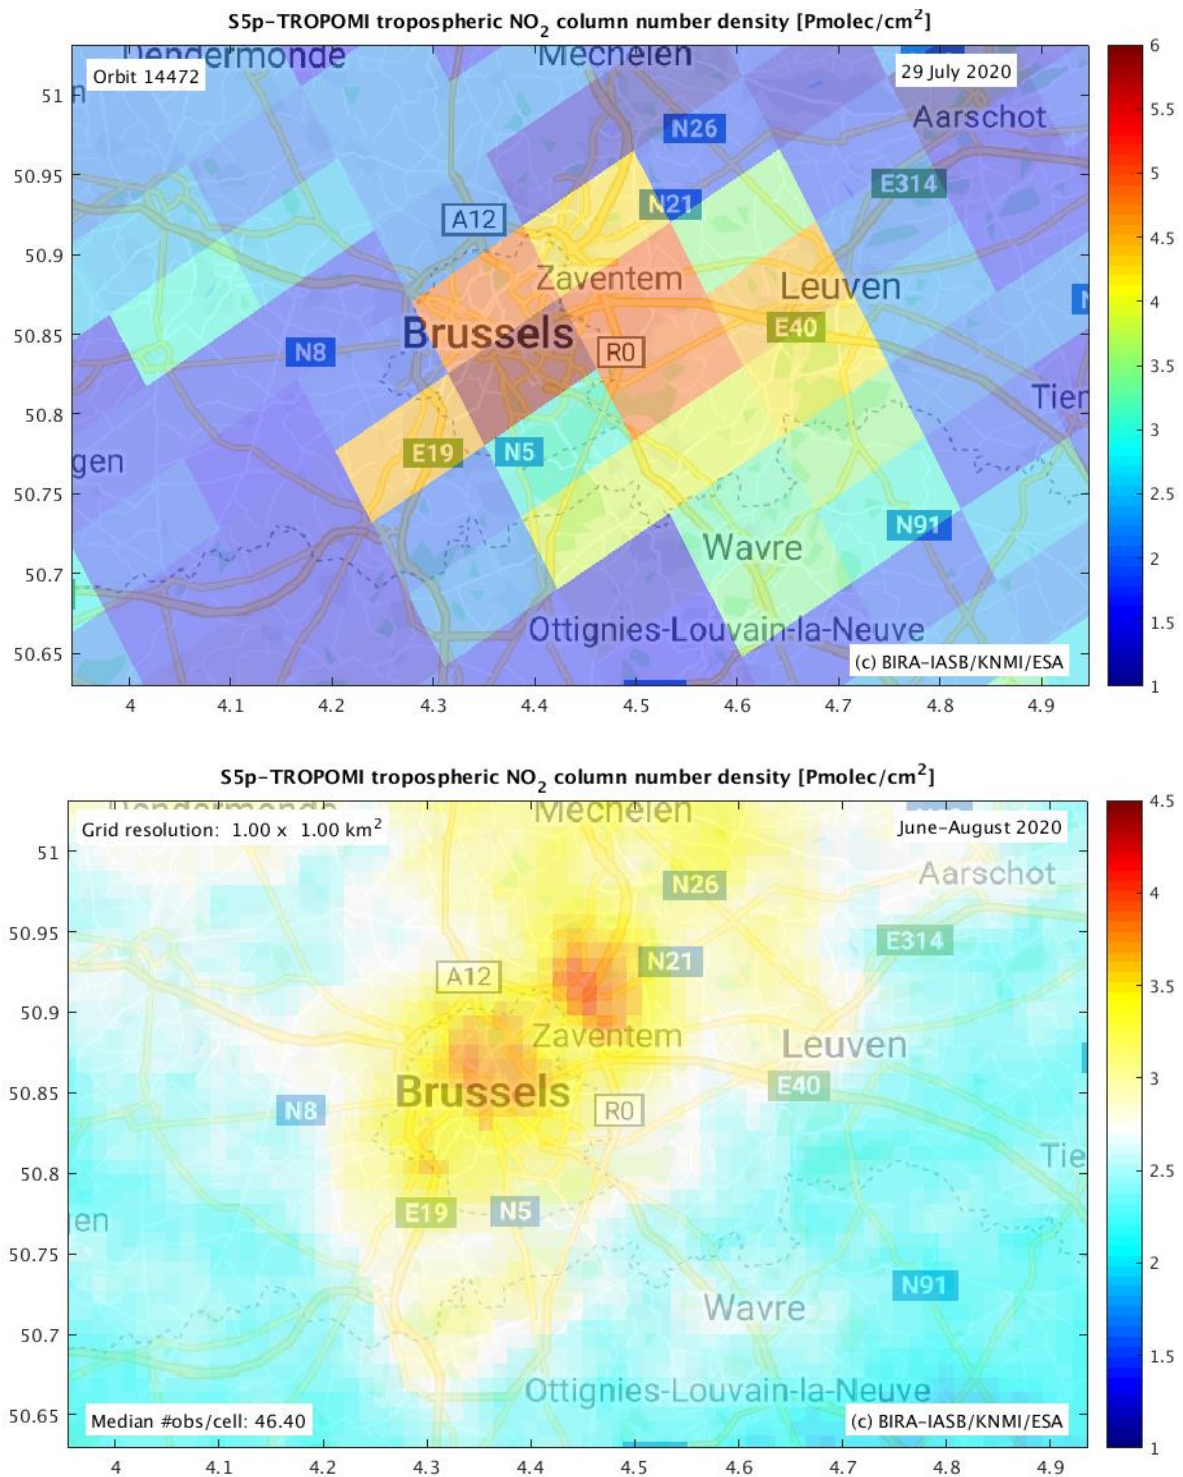 S5p-TROPOMI tropospheric NO2 column number density [Pmolec/cm2]
Orbit 14472
29 July 2020
Dendermonde
Mechelen
Aarschot
N26
E314
N21
A12
Zaventem
Leuven
Brussels
E40
N8
R0
Tier
gen
E19
N5
N91
Wavre
Ottignies-Louvain-la-Neuve
(c) BIRA-IASB/KNMI/ESA
51
50.95
50.9
50.85
50.8
50.75
50.7
50.65
4 4.1 4.2 4.3 4.4 4.5 4.6 4.7 4.8 4.9
6
5.5
5
4.5
4
3.5
3
2.5
2
1.5
1
S5p-TROPOMI tropospheric NO2 column number density [Pmolec/cm2]
Grid resolution: 1.00 x 1.00 km2
June-August 2020
Dendermonde
Mechelen
Aarschot
N26
E314
N21
A12
Zaventem
Leuven
Brussels
E40
N8
R0
Tie
en
E19
N5
N91
Wavre
Ottignies-Louvain-la-Neuve
Median #obs/cell: 46.40
(c) BIRA-IASB/KNMI/ESA
51
50.95
50.9
50.85
50.8
50.75
50.7
50.65
4 4.1 4.2 4.3 4.4 4.5 4.6 4.7 4.8 4.9
4.5
4
3.5
3
2.5
2
1.5
1